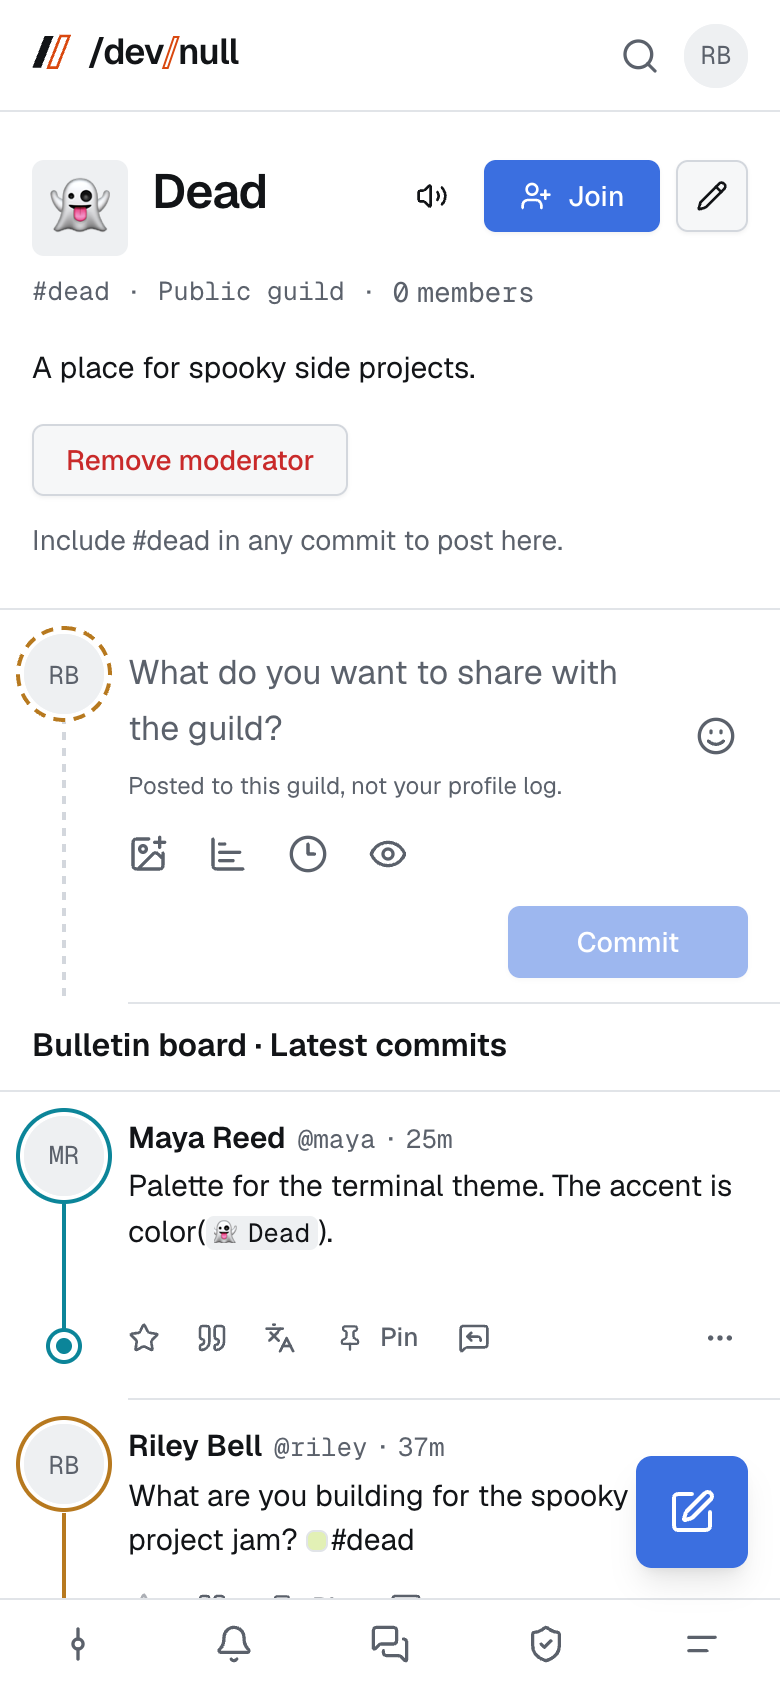 /dev//null
RB
Dead
Join
#dead · Public guild · 0 members
A place for spooky side projects.
Remove moderator
Include #dead in any commit to post here.
RB
What do you want to share with
the guild?
Posted to this guild, not your profile log.
Commit
Bulletin board · Latest commits
MR
Maya Reed @maya · 25m
Palette for the terminal theme. The accent is
color(👻 Dead).
Pin
RB
Riley Bell @riley · 37m
What are you building for the spooky
project jam? #dead